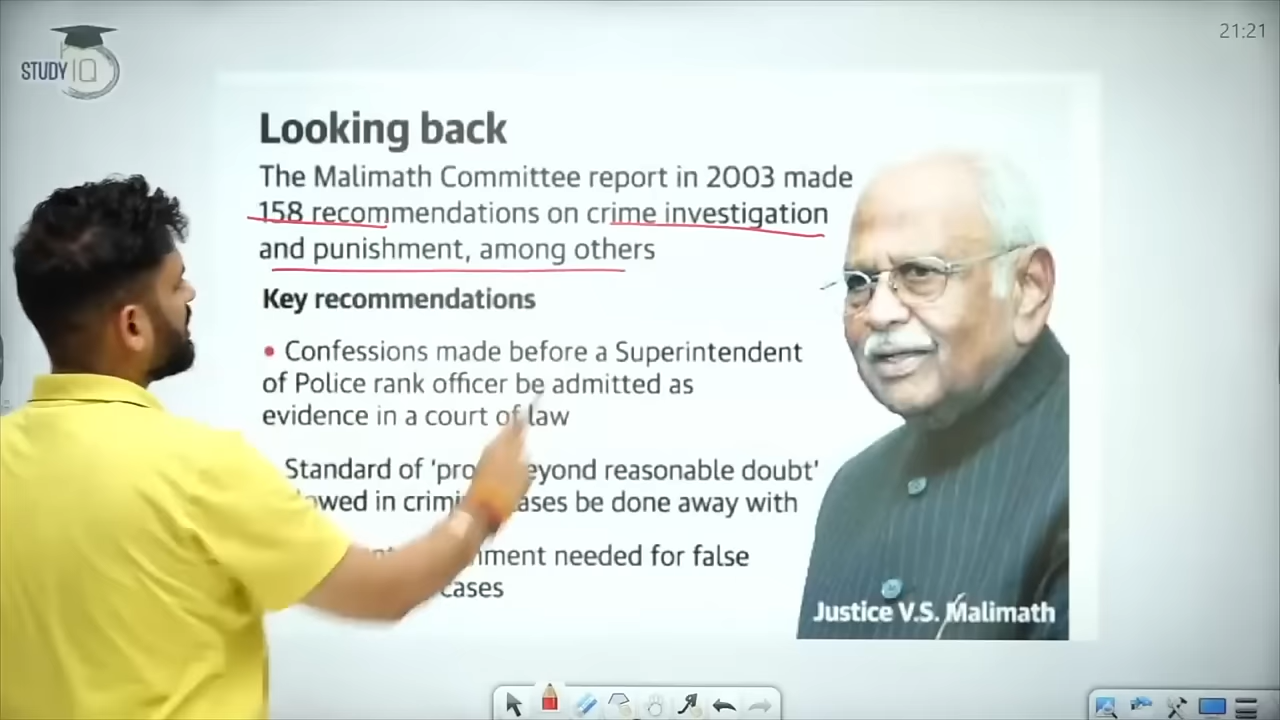 STUDY IQ
21:21
Looking back
The Malimath Committee report in 2003 made
158 recommendations on crime investigation
and punishment, among others
Key recommendations
• Confessions made before a Superintendent
of Police rank officer be admitted as
evidence in a court of law
Standard of 'pro eyond reasonable doubt'
owed in crimi ases be done away with
nment needed for false
cases
Justice V.S. Malimath